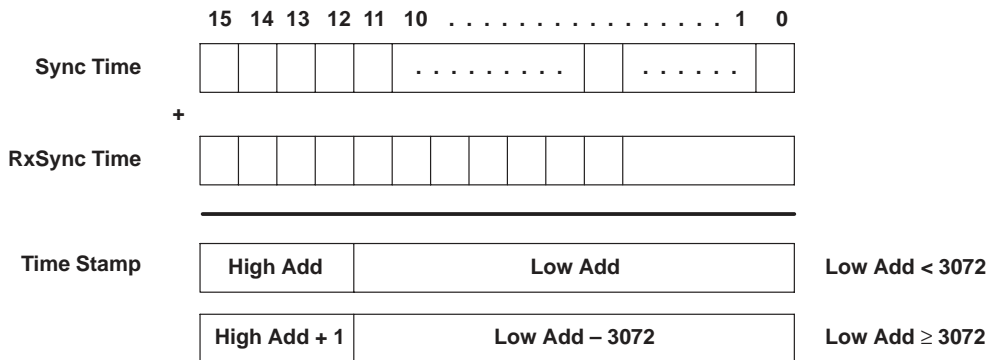 15 14 13 12 11 10 . . . . . . . . . . . . . . . . . 1 0
Sync Time . . . . . . . . . . . . . . .
+
RxSync Time
Time Stamp High Add Low Add Low Add < 3072
High Add + 1 Low Add – 3072 Low Add ≥ 3072